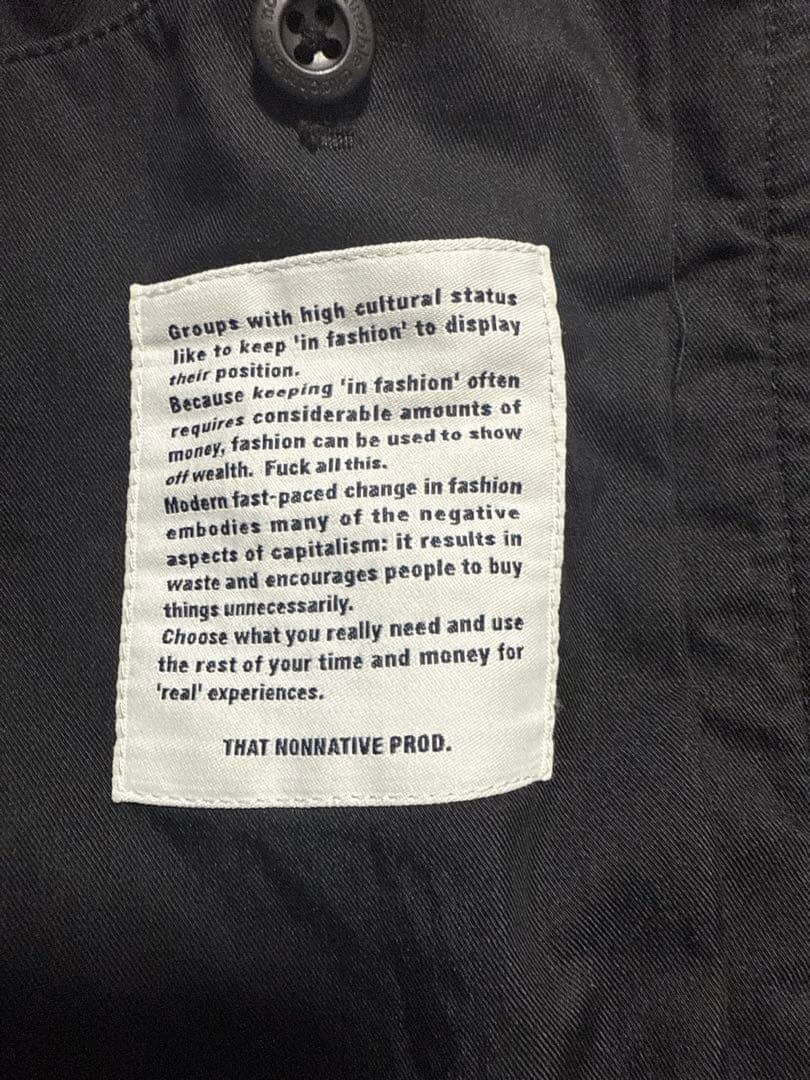 Groups with high cultural status
like to keep 'in fashion' to display
their position.
Because keeping 'in fashion' often
requires considerable amounts of
money, fashion can be used to show
off wealth. Fuck all this.
Modern fast-paced change in fashion
embodies many of the negative
aspects of capitalism: it results in
waste and encourages people to buy
things unnecessarily.
Choose what you really need and use
the rest of your time and money for
'real' experiences.
THAT NONNATIVE PROD.